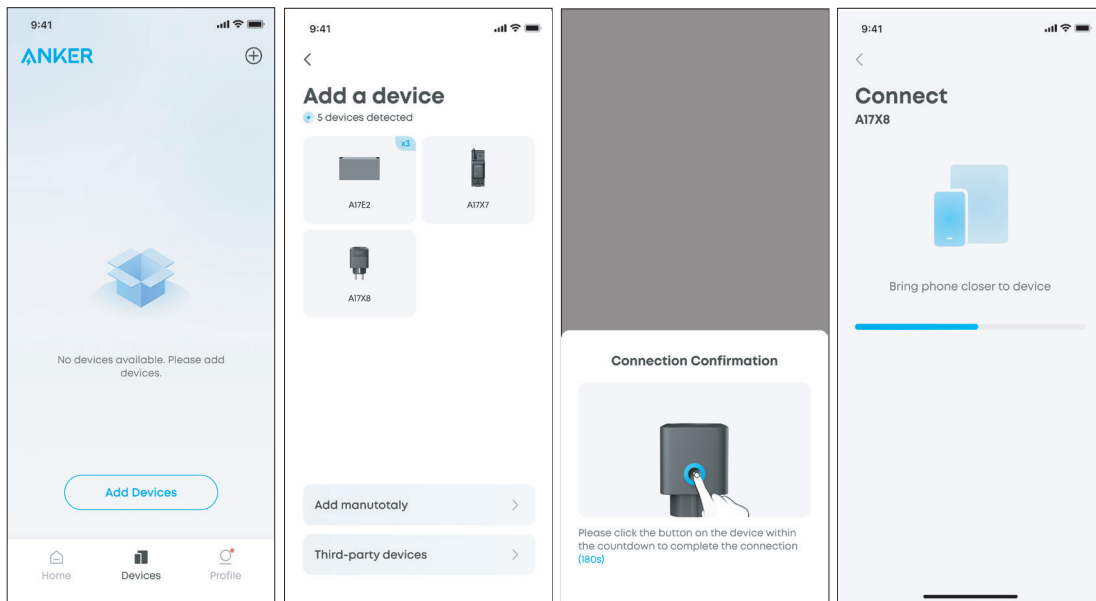 9:41
ANKER
No devices available. Please add
devices.
Add Devices
Home
Devices
Profile
9:41
Add a device
5 devices detected
x3
A17E2
A17X7
A17X8
Add manutotaly
Third-party devices
Connection Confirmation
Please click the button on the device within
the countdown to complete the connection
(180s)
9:41
Connect
A17X8
Bring phone closer to device